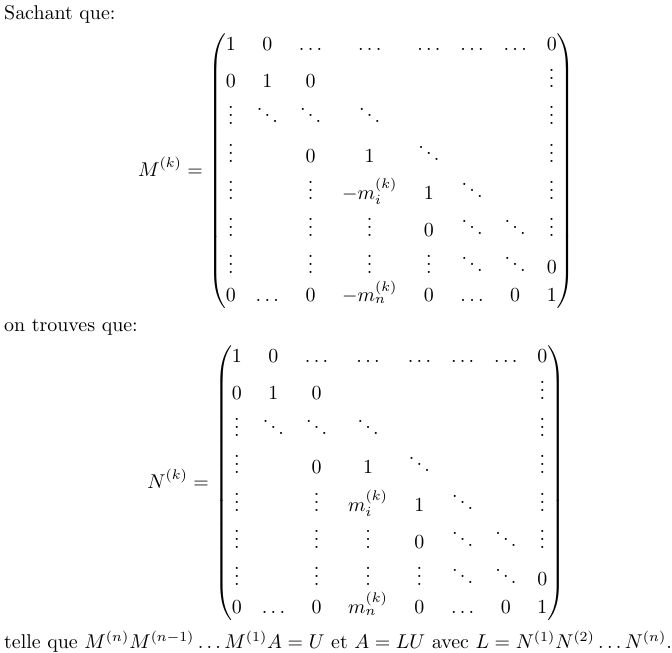 Sachant que:
M^{(k)} = \begin{pmatrix} 1 & 0 & \dots & \dots & \dots & \dots & \dots & 0 \\
0 & 1 & 0 & & & & & \vdots \\
\vdots & \ddots & \ddots & \ddots & & & & \vdots \\
\vdots & & 0 & 1 & \ddots & & & \vdots \\
\vdots & & \vdots & -m_i^{(k)} & 1 & \ddots & & \vdots \\
\vdots & & \vdots & \vdots & 0 & \ddots & \ddots & \vdots \\
\vdots & & \vdots & \vdots & \vdots & \ddots & \ddots & 0 \\
0 & \dots & 0 & -m_n^{(k)} & 0 & \dots & 0 & 1 \end{pmatrix}
on trouves que:
N^{(k)} = \begin{pmatrix} 1 & 0 & \dots & \dots & \dots & \dots & \dots & 0 \\
0 & 1 & 0 & & & & & \vdots \\
\vdots & \ddots & \ddots & \ddots & & & & \vdots \\
\vdots & & 0 & 1 & \ddots & & & \vdots \\
\vdots & & \vdots & m_i^{(k)} & 1 & \ddots & & \vdots \\
\vdots & & \vdots & \vdots & 0 & \ddots & \ddots & \vdots \\
\vdots & & \vdots & \vdots & \vdots & \ddots & \ddots & 0 \\
0 & \dots & 0 & m_n^{(k)} & 0 & \dots & 0 & 1 \end{pmatrix}
telle que M^{(n)}M^{(n-1)} \dots M^{(1)}A = U et A = LU avec L = N^{(1)}N^{(2)} \dots N^{(n)}.